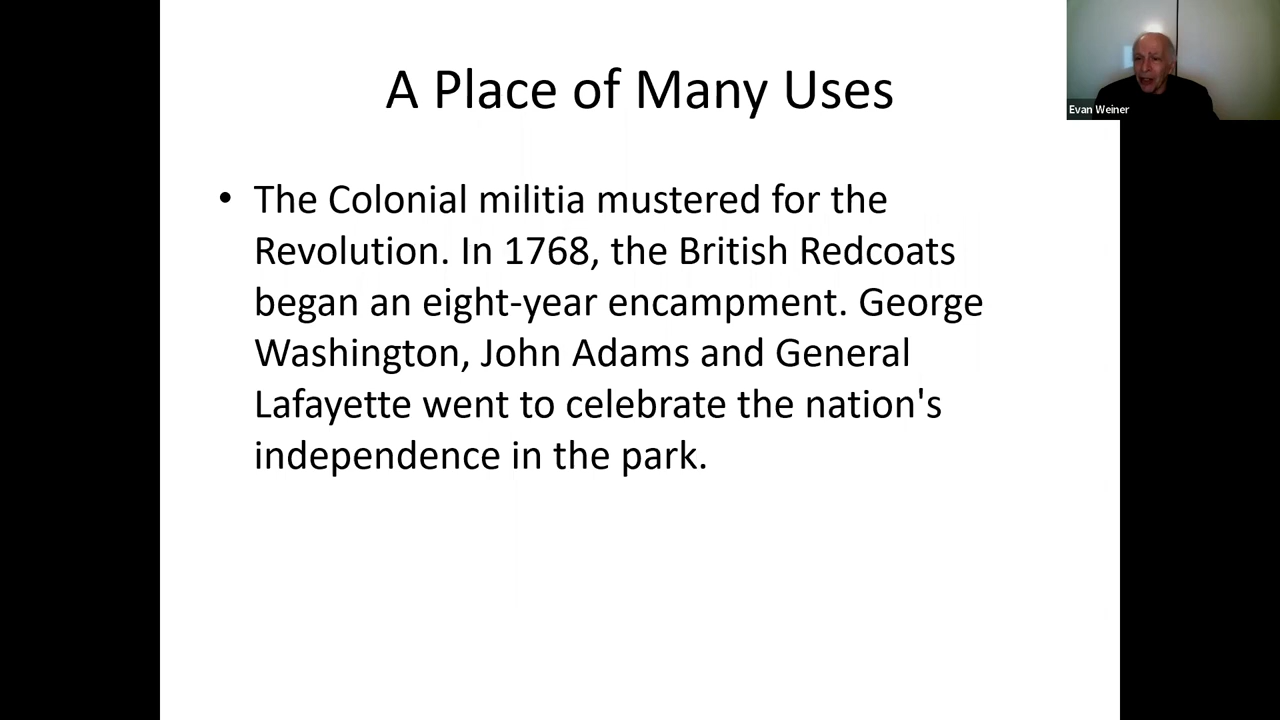 A Place of Many Uses
Evan Weiner
• The Colonial militia mustered for the
Revolution. In 1768, the British Redcoats
began an eight-year encampment. George
Washington, John Adams and General
Lafayette went to celebrate the nation's
independence in the park.